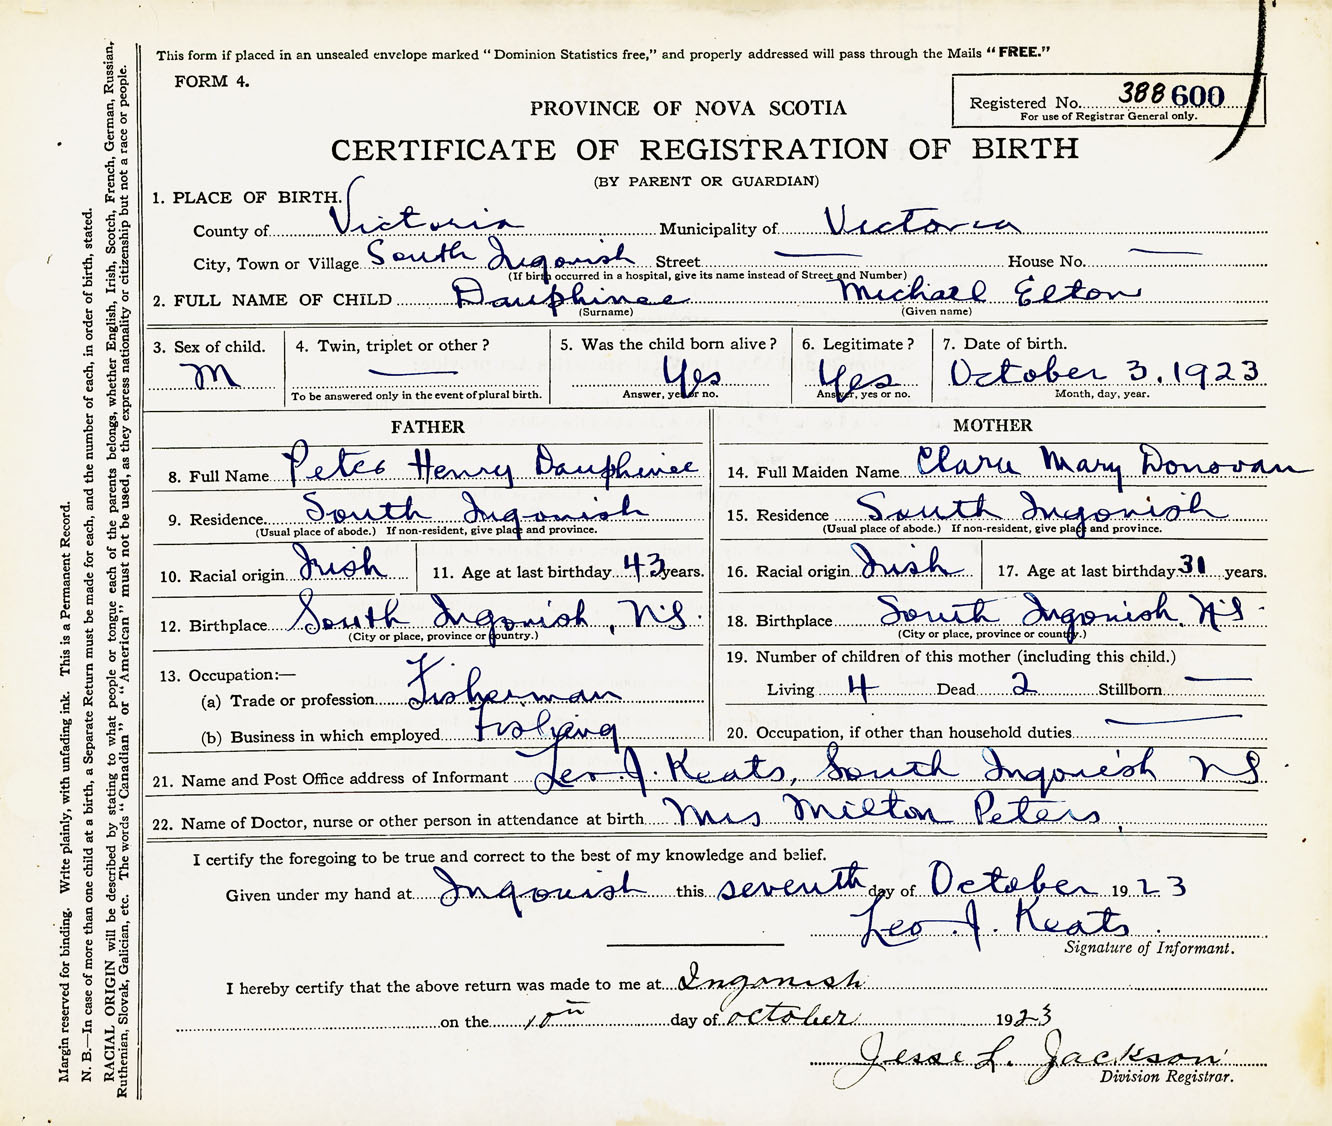 This form if placed in an unsealed envelope marked "Dominion Statistics free," and properly addressed will pass through the Mails "FREE."
FORM 4.
Registered No. 388 600
For use of Registrar General only.
PROVINCE OF NOVA SCOTIA
CERTIFICATE OF REGISTRATION OF BIRTH
(BY PARENT OR GUARDIAN)
1. PLACE OF BIRTH.
County of Victoria Municipality of Victoria
City, Town or Village South Ingonish Street — House No. —
(If birth occurred in a hospital, give its name instead of Street and Number)
2. FULL NAME OF CHILD Dauphinee Michael Elton
(Surname) (Given name)
3. Sex of child. 4. Twin, triplet or other? 5. Was the child born alive? 6. Legitimate? 7. Date of birth.
M — Yes Yes October 3. 1923
To be answered only in the event of plural birth. Answer, yes or no. Answer, yes or no. Month, day, year.
FATHER
8. Full Name Peter Henry Dauphinee
9. Residence South Ingonish
(Usual place of abode.) If non-resident, give place and province.
10. Racial origin Irish 11. Age at last birthday 43 years.
12. Birthplace South Ingonish, N.S.
(City or place, province or country.)
13. Occupation:—
(a) Trade or profession Fisherman
(b) Business in which employed Fishing
MOTHER
14. Full Maiden Name Clara Mary Donovan
15. Residence South Ingonish
(Usual place of abode.) If non-resident, give place and province.
16. Racial origin Irish 17. Age at last birthday 31 years.
18. Birthplace South Ingonish, N.S.
(City or place, province or country.)
19. Number of children of this mother (including this child.)
Living 4 Dead 2 Stillborn —
20. Occupation, if other than household duties —
21. Name and Post Office address of Informant Leo J. Keats, South Ingonish N.S.
22. Name of Doctor, nurse or other person in attendance at birth Mrs Milton Peters,
I certify the foregoing to be true and correct to the best of my knowledge and belief.
Given under my hand at Ingonish this seventh day of October 1923
Leo J. Keats.
Signature of Informant.
I hereby certify that the above return was made to me at Ingonish
on the 10th day of October 1923
Jesse L. Jackson
Division Registrar.
Margin reserved for binding. Write plainly, with unfading ink. This is a Permanent Record.
N. B.—In case of more than one child at a birth, a Separate Return must be made for each, and the number of each, in order of birth, stated.
RACIAL ORIGIN will be described by stating to what people or tongue each of the parents belongs, whether English, Irish, Scotch, French, German, Russian,
Ruthenian, Slovak, Galician, etc. The words "Canadian" or "American" must not be used, as they express nationality or citizenship but not a race or people.